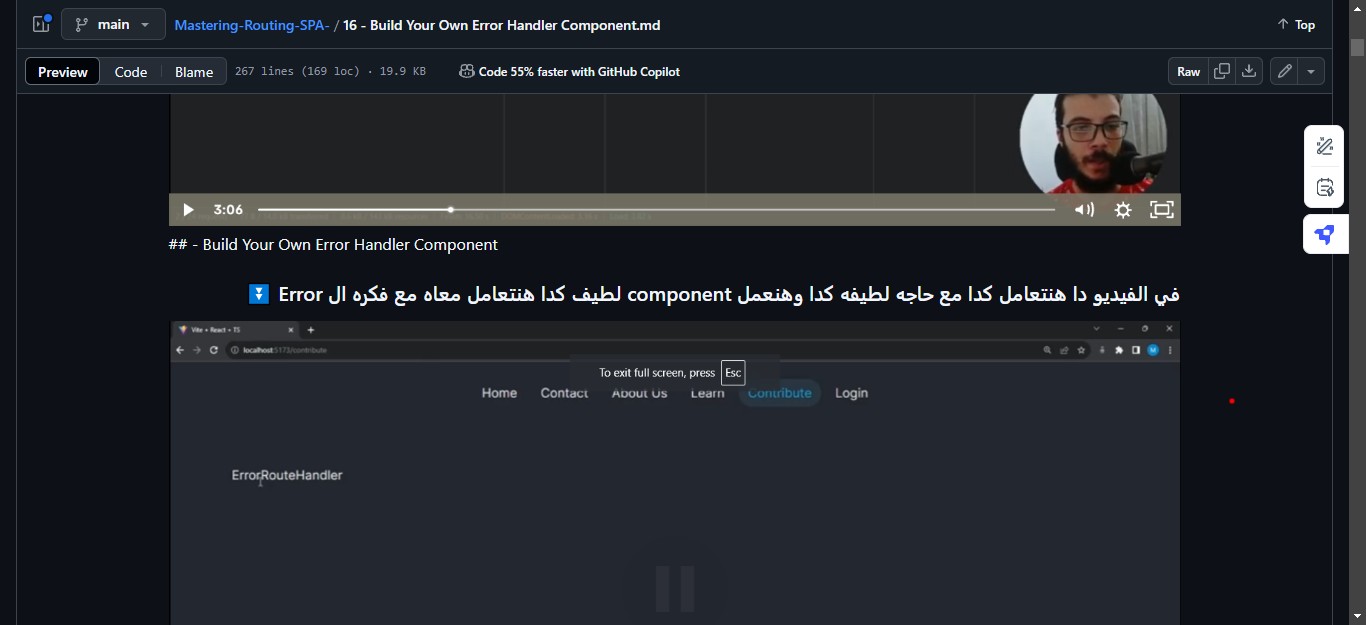 main
Mastering-Routing-SPA- / 16 - Build Your Own Error Handler Component.md
Top
Preview
Code
Blame
267 lines (169 loc) · 19.9 KB
Code 55% faster with GitHub Copilot
Raw
3:06
## - Build Your Own Error Handler Component
في الفيديو دا هنتعامل كدا مع حاجه لطيفه كدا وهنعمل component لطيف كدا هنتعامل معاه مع فكره ال Error ⏬
Vite + React + TS
localhost:5173/contribute
To exit full screen, press Esc
Home
Contact
About Us
Learn
Contribute
Login
ErrorRouteHandler